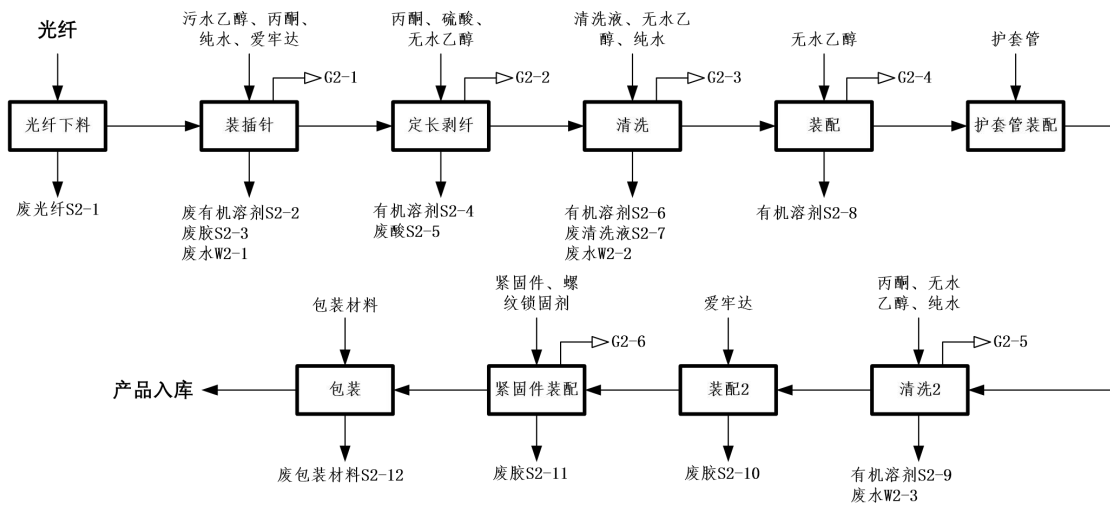 光纤
污水乙醇、丙酮、
纯水、爱牢达
丙酮、硫酸、
无水乙醇
清洗液、无水乙
醇、纯水
无水乙醇
护套管
G2-1
G2-2
G2-3
G2-4
光纤下料
装插针
定长剥纤
清洗
装配
护套管装配
废光纤S2-1
废有机溶剂S2-2
废胶S2-3
废水W2-1
有机溶剂S2-4
废酸S2-5
有机溶剂S2-6
废清洗液S2-7
废水W2-2
有机溶剂S2-8
包装材料
紧固件、螺
纹锁固剂
爱牢达
丙酮、无水
乙醇、纯水
G2-6
G2-5
产品入库
包装
紧固件装配
装配2
清洗2
废包装材料S2-12
废胶S2-11
废胶S2-10
有机溶剂S2-9
废水W2-3